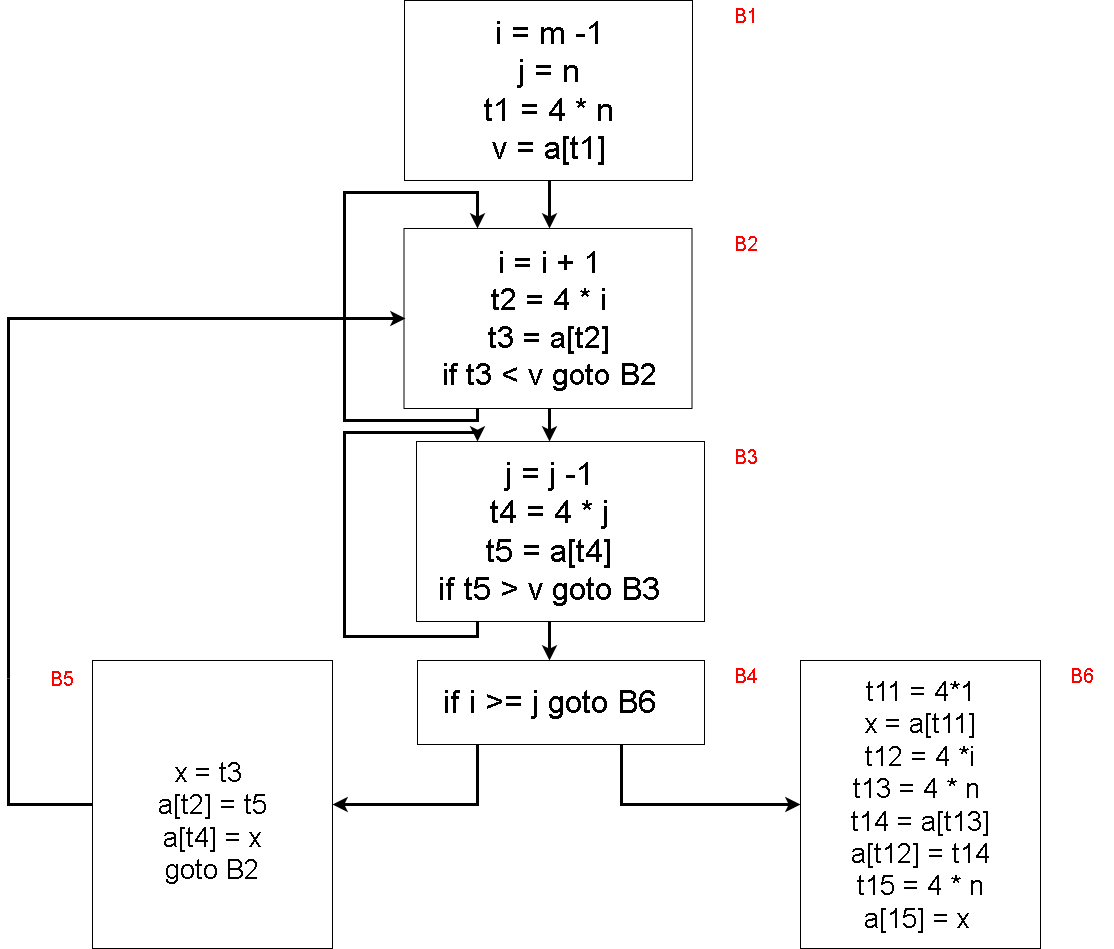 B1
i = m -1
j = n
t1 = 4 * n
v = a[t1]
B2
i = i + 1
t2 = 4 * i
t3 = a[t2]
if t3 < v goto B2
B3
j = j -1
t4 = 4 * j
t5 = a[t4]
if t5 > v goto B3
B4
if i >= j goto B6
B5
x = t3
a[t2] = t5
a[t4] = x
goto B2
B6
t11 = 4*1
x = a[t11]
t12 = 4 *i
t13 = 4 * n
t14 = a[t13]
a[t12] = t14
t15 = 4 * n
a[15] = x